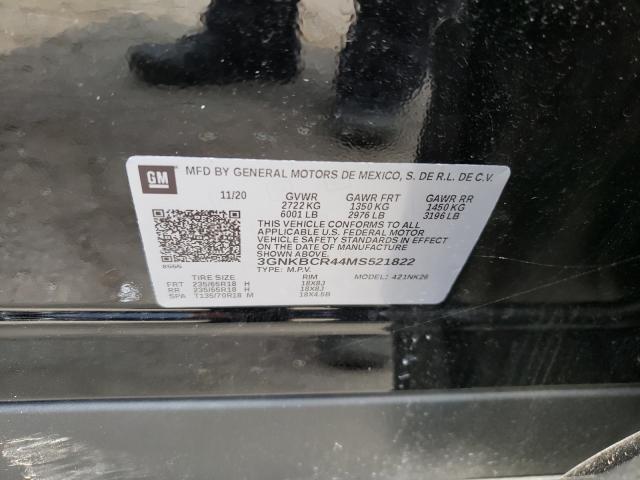 GM MFD BY GENERAL MOTORS DE MEXICO, S. DE R.L. DE C.V.
11/20 GVWR GAWR FRT GAWR RR
2722 KG 1350 KG 1450 KG
6001 LB 2976 LB 3196 LB
THIS VEHICLE CONFORMS TO ALL
APPLICABLE U.S. FEDERAL MOTOR
VEHICLE SAFETY STANDARDS IN EFFECT
ON THE DATE OF MANUFACTURE
SHOWN ABOVE.
3GNKBCR44MS521822
TYPE: M.P.V. MODEL: 421NK26
TIRE SIZE RIM
FRT 235/65R18 H 18X8J
RR 235/65R18 H 18X8J
SPA T135/70R18 M 18X4.5B